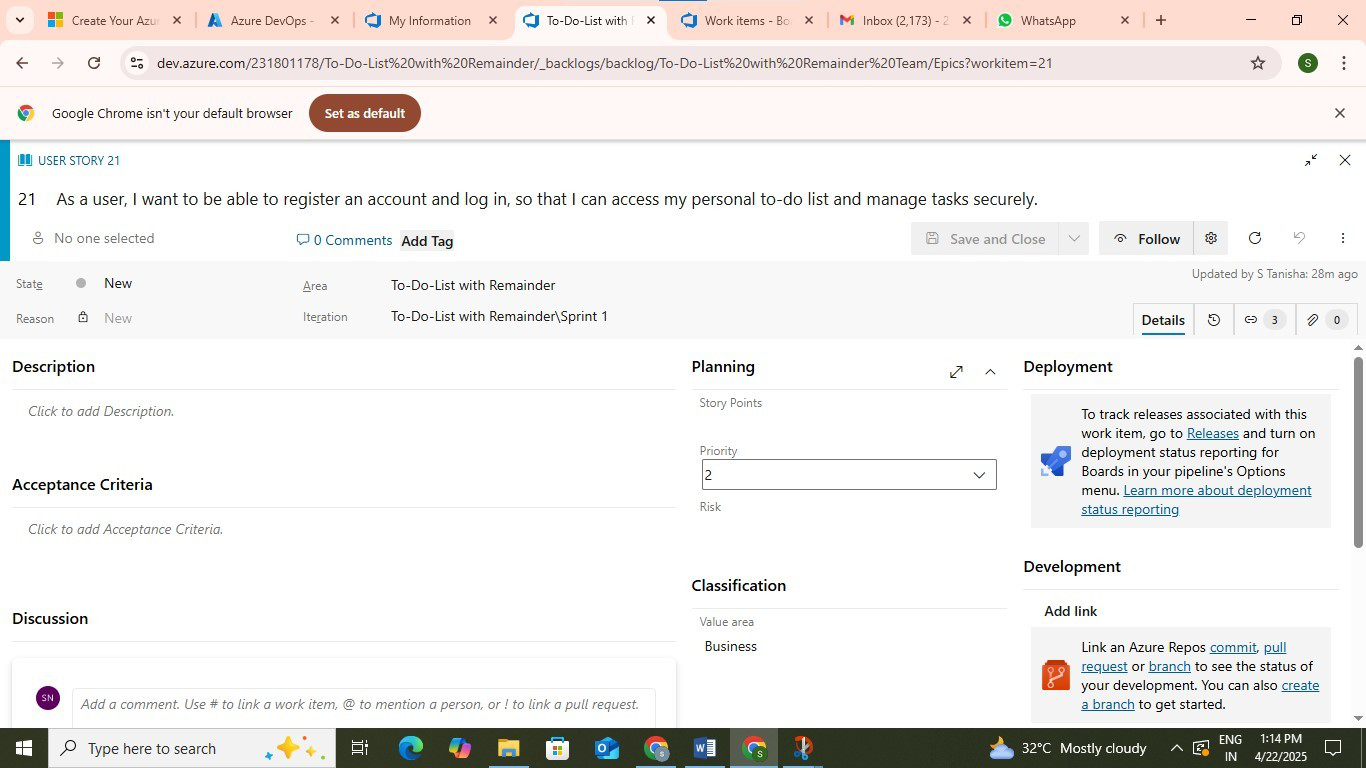 Create Your Azur
Azure DevOps -
My Information
To-Do-List with F
Work items - Bo
Inbox (2,173) - 2
WhatsApp
dev.azure.com/231801178/To-Do-List%20with%20Remainder/_backlogs/backlog/To-Do-List%20with%20Remainder%20Team/Epics?workitem=21
S
Google Chrome isn't your default browser
Set as default
USER STORY 21
21 As a user, I want to be able to register an account and log in, so that I can access my personal to-do list and manage tasks securely.
No one selected
0 Comments
Add Tag
Save and Close
Follow
State
New
Area
To-Do-List with Remainder
Updated by S Tanisha: 28m ago
Reason
New
Iteration
To-Do-List with Remainder\Sprint 1
Details
3
0
Description
Click to add Description.
Acceptance Criteria
Click to add Acceptance Criteria.
Discussion
SN
Add a comment. Use # to link a work item, @ to mention a person, or ! to link a pull request.
Planning
Story Points
Priority
2
Risk
Classification
Value area
Business
Deployment
To track releases associated with this
work item, go to Releases and turn on
deployment status reporting for
Boards in your pipeline's Options
menu. Learn more about deployment
status reporting
Development
Add link
Link an Azure Repos commit, pull
request or branch to see the status of
your development. You can also create
a branch to get started.
Type here to search
S
32°C Mostly cloudy
ENG
IN
1:14 PM
4/22/2025